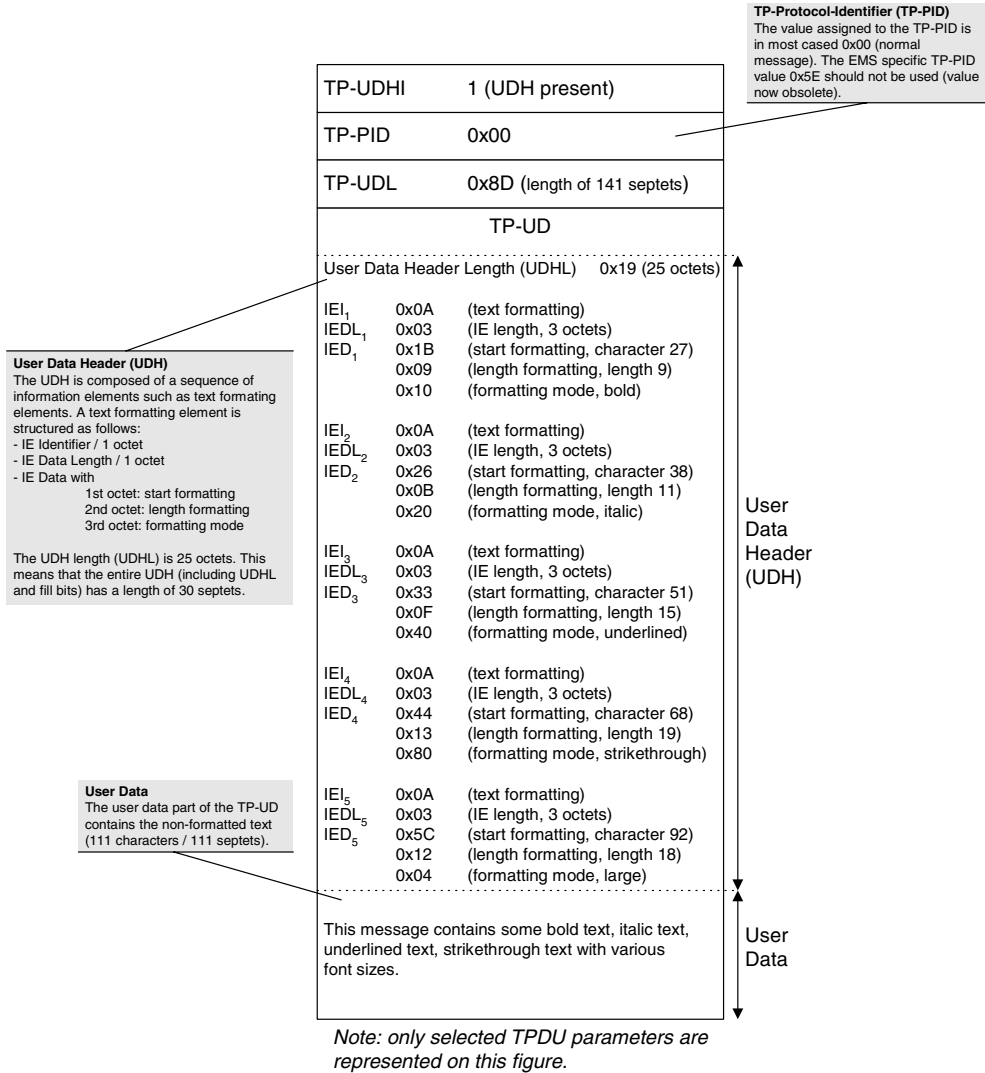 TP-Protocol-Identifier (TP-PID)
The value assigned to the TP-PID is
in most cased 0x00 (normal
message). The EMS specific TP-PID
value 0x5E should not be used (value
now obsolete).
TP-UDHI 1 (UDH present)
TP-PID 0x00
TP-UDL 0x8D (length of 141 septets)
TP-UD
User Data Header Length (UDHL) 0x19 (25 octets)
IEI1 0x0A (text formatting)
IEDL1 0x03 (IE length, 3 octets)
IED1 0x1B (start formatting, character 27)
0x09 (length formatting, length 9)
0x10 (formatting mode, bold)
IEI2 0x0A (text formatting)
IEDL2 0x03 (IE length, 3 octets)
IED2 0x26 (start formatting, character 38)
0x0B (length formatting, length 11)
0x20 (formatting mode, italic)
IEI3 0x0A (text formatting)
IEDL3 0x03 (IE length, 3 octets)
IED3 0x33 (start formatting, character 51)
0x0F (length formatting, length 15)
0x40 (formatting mode, underlined)
IEI4 0x0A (text formatting)
IEDL4 0x03 (IE length, 3 octets)
IED4 0x44 (start formatting, character 68)
0x13 (length formatting, length 19)
0x80 (formatting mode, strikethrough)
IEI5 0x0A (text formatting)
IEDL5 0x03 (IE length, 3 octets)
IED5 0x5C (start formatting, character 92)
0x12 (length formatting, length 18)
0x04 (formatting mode, large)
This message contains some bold text, italic text,
underlined text, strikethrough text with various
font sizes.
User Data Header (UDH)
The UDH is composed of a sequence of
information elements such as text formating
elements. A text formatting element is
structured as follows:
- IE Identifier / 1 octet
- IE Data Length / 1 octet
- IE Data with
1st octet: start formatting
2nd octet: length formatting
3rd octet: formatting mode
The UDH length (UDHL) is 25 octets. This
means that the entire UDH (including UDHL
and fill bits) has a length of 30 septets.
User Data
The user data part of the TP-UD
contains the non-formatted text
(111 characters / 111 septets).
User
Data
Header
(UDH)
User
Data
Note: only selected TPDU parameters are
represented on this figure.